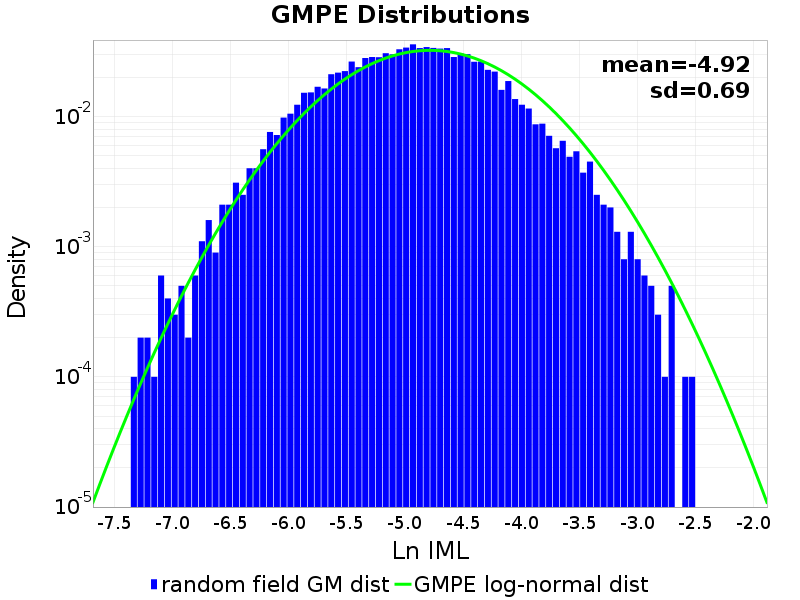 GMPE Distributions
mean=-4.92
sd=0.69
Density
10-2
10-3
10-4
10-5
-7.5 -7.0 -6.5 -6.0 -5.5 -5.0 -4.5 -4.0 -3.5 -3.0 -2.5 -2.0
Ln IML
random field GM dist GMPE log-normal dist